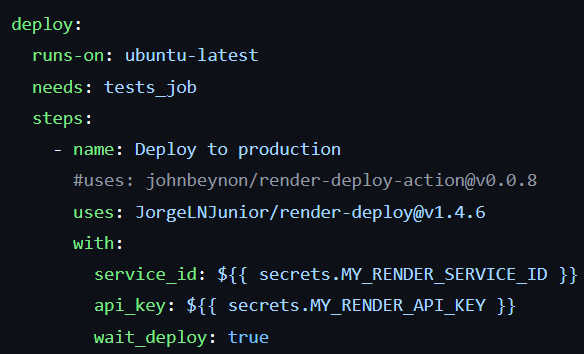 deploy:
  runs-on: ubuntu-latest
  needs: tests_job
  steps:
    - name: Deploy to production
      #uses: johnbeynon/render-deploy-action@v0.0.8
      uses: JorgeLNJunior/render-deploy@v1.4.6
      with:
        service_id: ${{ secrets.MY_RENDER_SERVICE_ID }}
        api_key: ${{ secrets.MY_RENDER_API_KEY }}
        wait_deploy: true